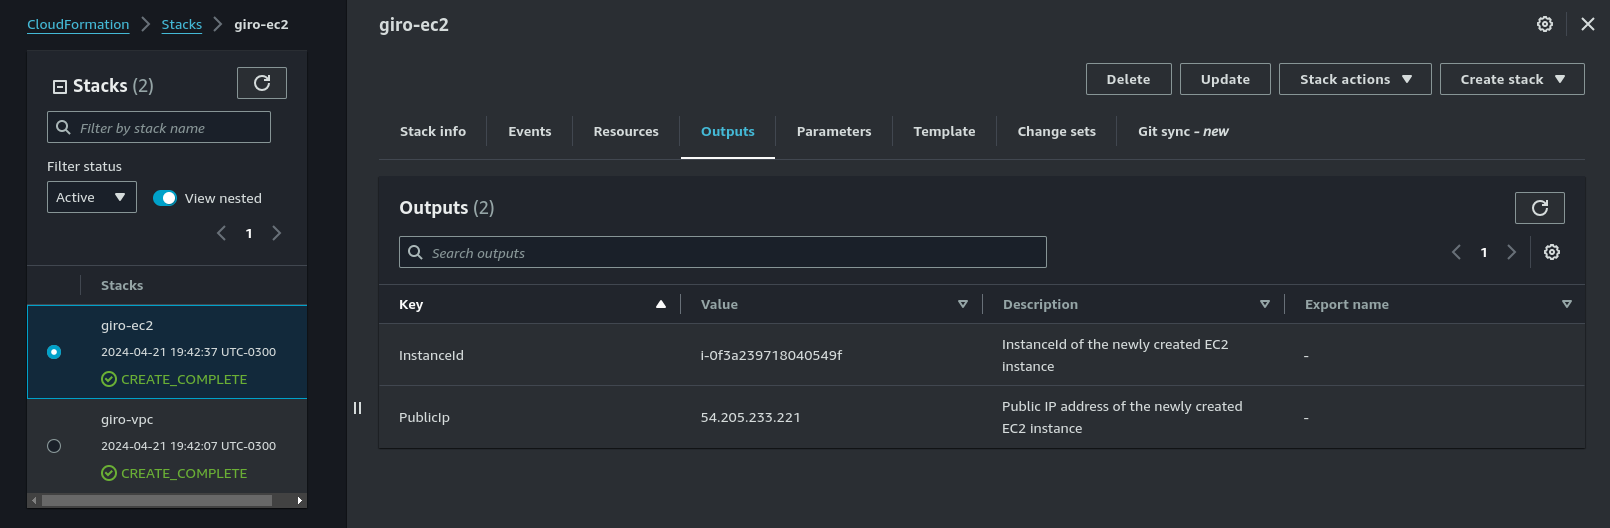 CloudFormation
Stacks
giro-ec2
Stacks (2)
Filter by stack name
Filter status
Active
View nested
1
Stacks
giro-ec2
2024-04-21 19:42:37 UTC-0300
CREATE_COMPLETE
giro-vpc
2024-04-21 19:42:07 UTC-0300
CREATE_COMPLETE
giro-ec2
Delete Update Stack actions Create stack
Stack info Events Resources Outputs Parameters Template Change sets Git sync - new
Outputs (2)
Search outputs
1
Key Value Description Export name
InstanceId i-0f3a239718040549f InstanceId of the newly created EC2
instance -
PublicIp 54.205.233.221 Public IP address of the newly created
EC2 instance -